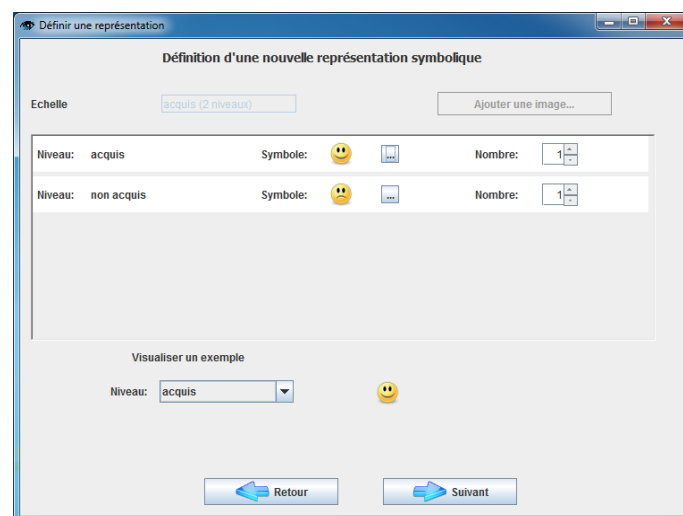 Définir une représentation
Définition d'une nouvelle représentation symbolique
Echelle acquis (2 niveaux) Ajouter une image...
Niveau: acquis Symbole: ... Nombre: 1
Niveau: non acquis Symbole: ... Nombre: 1
Visualiser un exemple
Niveau: acquis
Retour Suivant